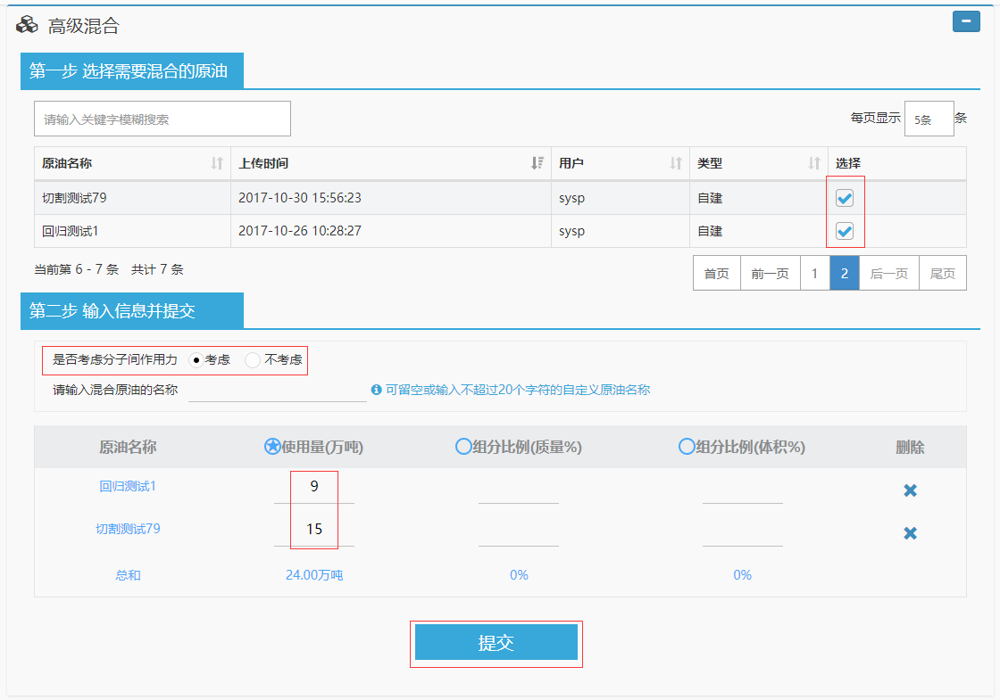 高级混合
第一步 选择需要混合的原油
请输入关键字模糊搜索 每页显示 5条 条
原油名称 上传时间 用户 类型 选择
切割测试79 2017-10-30 15:56:23 sysp 自建
回归测试1 2017-10-26 10:28:27 sysp 自建
当前第 6 - 7 条 共计 7 条 首页 前一页 1 2 后一页 尾页
第二步 输入信息并提交
是否考虑分子间作用力 考虑 不考虑
请输入混合原油的名称 可留空或输入不超过20个字符的自定义原油名称
原油名称 使用量(万吨) 组分比例(质量%) 组分比例(体积%) 删除
回归测试1 9
切割测试79 15
总和 24.00万吨 0% 0%
提交